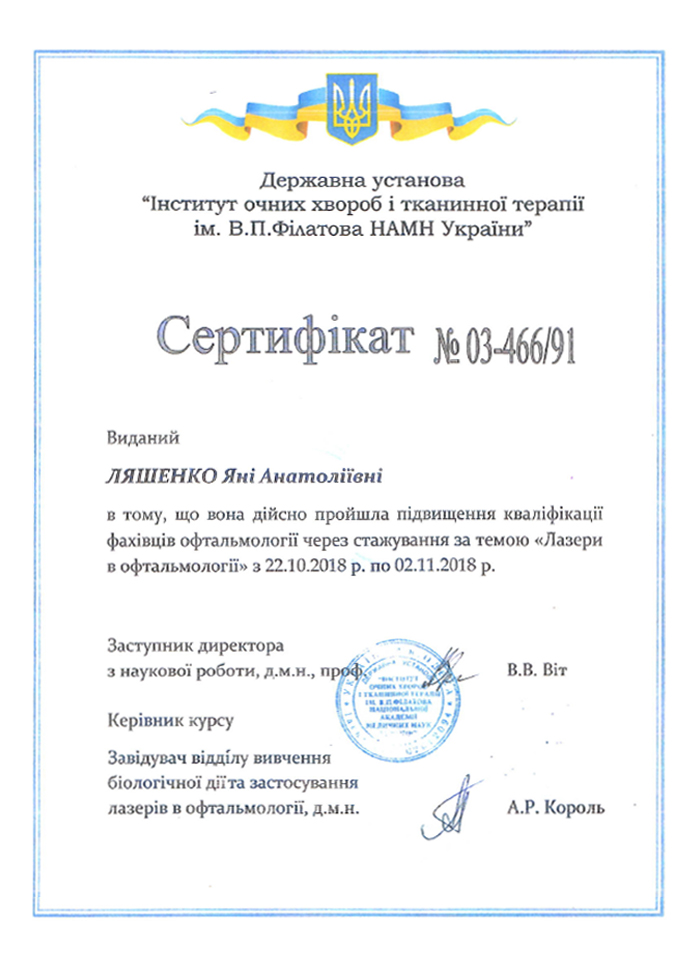 Державна установа
“Інститут очних хвороб і тканинної терапії
ім. В.П.Філатова НАМН України”
Сертифікат № 03-466/91
Виданий
ЛЯШЕНКО Яні Анатоліївні
в тому, що вона дійсно пройшла підвищення кваліфікації
фахівців офтальмології через стажування за темою «Лазери
в офтальмології» з 22.10.2018 р. по 02.11.2018 р.
Заступник директора
з наукової роботи, д.м.н., проф.
В.В. Віт
УСТАНОВА
"ІНСТИТУТ
ОЧНИХ ХВОРОБ
І ТКАНИННОЇ ТЕРАПІЇ
ІМ. В.П.ФІЛАТОВА
НАЦІОНАЛЬНОЇ
АКАДЕМІЇ
МЕДИЧНИХ НАУК
Керівник курсу
Завідувач відділу вивчення
біологічної дії та застосування
лазерів в офтальмології, д.м.н.
А.Р. Король